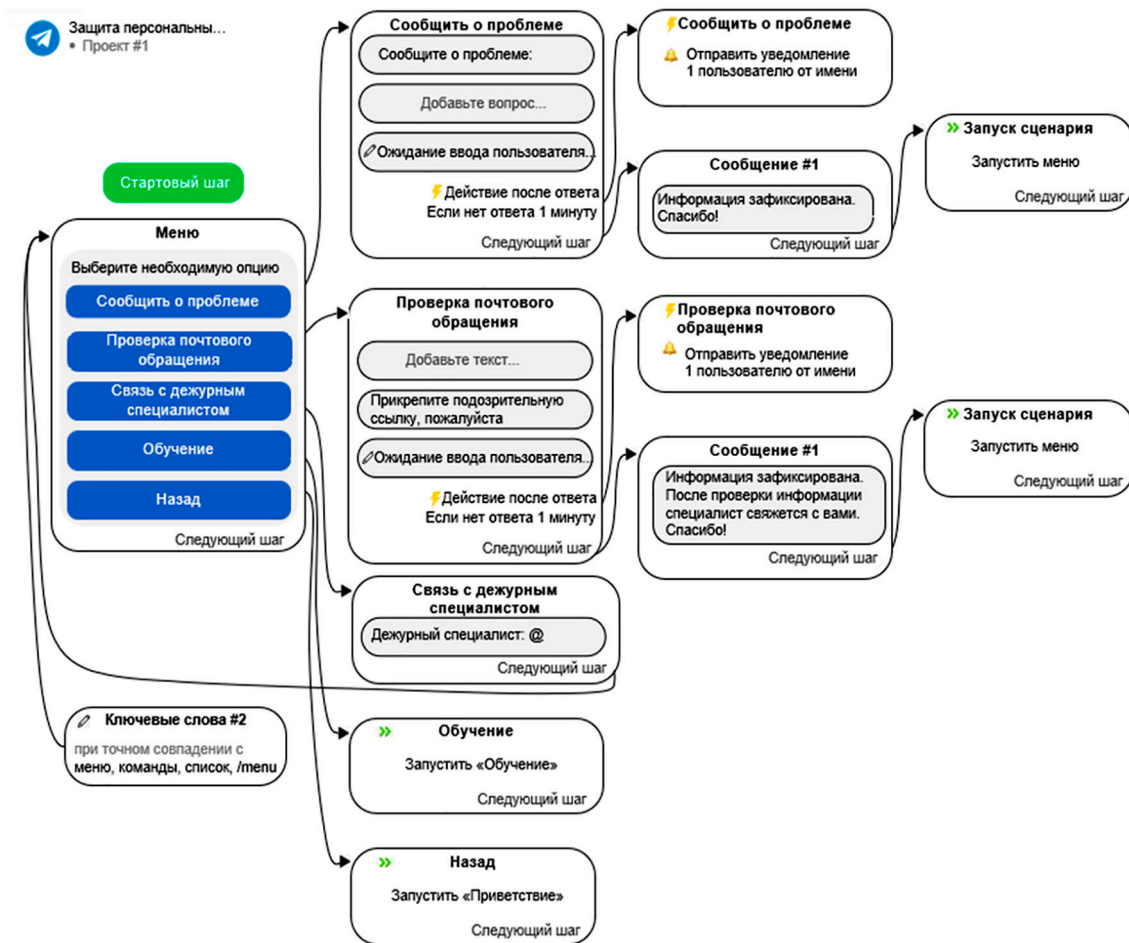 Защита персональны...
• Проект #1
Стартовый шаг
Меню
Выберите необходимую опцию
Сообщить о проблеме
Проверка почтового
обращения
Связь с дежурным
специалистом
Обучение
Назад
Следующий шаг
Ключевые слова #2
при точном совпадении с
меню, команды, список, /menu
Сообщить о проблеме
Сообщите о проблеме:
Добавьте вопрос...
Ожидание ввода пользователя...
Действие после ответа
Если нет ответа 1 минуту
Следующий шаг
Сообщить о проблеме
Отправить уведомление
1 пользователю от имени
Сообщение #1
Информация зафиксирована.
Спасибо!
Следующий шаг
Запуск сценария
Запустить меню
Следующий шаг
Проверка почтового
обращения
Добавьте текст...
Прикрепите подозрительную
ссылку, пожалуйста
Ожидание ввода пользователя...
Действие после ответа
Если нет ответа 1 минуту
Следующий шаг
Проверка почтового
обращения
Отправить уведомление
1 пользователю от имени
Сообщение #1
Информация зафиксирована.
После проверки информации
специалист свяжется с вами.
Спасибо!
Следующий шаг
Запуск сценария
Запустить меню
Следующий шаг
Связь с дежурным
специалистом
Дежурный специалист: @
Следующий шаг
Обучение
Запустить «Обучение»
Следующий шаг
Назад
Запустить «Приветствие»
Следующий шаг